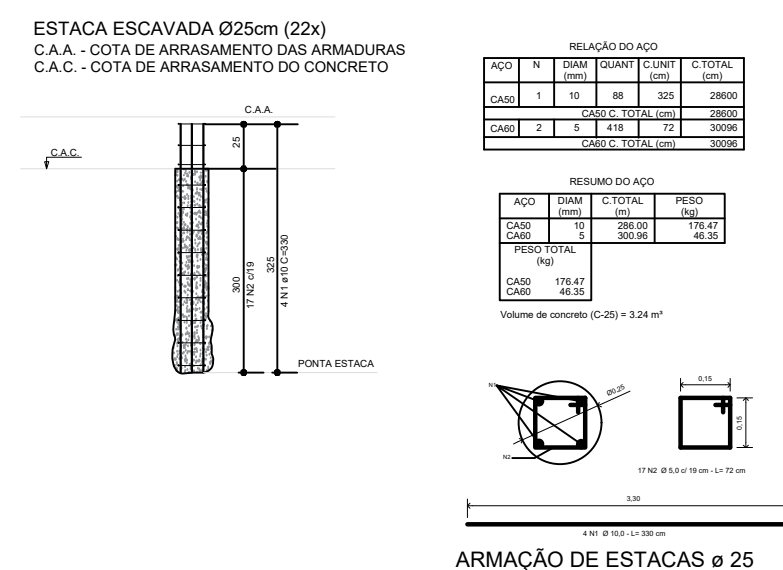 ESTACA ESCAVADA Ø25cm (22x)
C.A.A. - COTA DE ARRASAMENTO DAS ARMADURAS
C.A.C. - COTA DE ARRASAMENTO DO CONCRETO
C.A.A.
C.A.C.
25
300
17 N2 c/19
325
4 N1 ø10 C=330
PONTA ESTACA
RELAÇÃO DO AÇO
AÇO N DIAM (mm) QUANT C.UNIT (cm) C.TOTAL (cm)
CA50 1 10 88 325 28600
CA50 C. TOTAL (cm) 28600
CA60 2 5 418 72 30096
CA60 C. TOTAL (cm) 30096
RESUMO DO AÇO
AÇO DIAM (mm) C.TOTAL (m) PESO (kg)
CA50 10 286.00 176.47
CA60 5 300.96 46.35
PESO TOTAL
(kg)
CA50 176.47
CA60 46.35
Volume de concreto (C-25) = 3.24 m³
N1
Ø0,25
N2
0,15
0,15
17 N2 Ø 5,0 c/ 19 cm - L= 72 cm
3,30
4 N1 Ø 10,0 - L= 330 cm
ARMAÇÃO DE ESTACAS ø 25